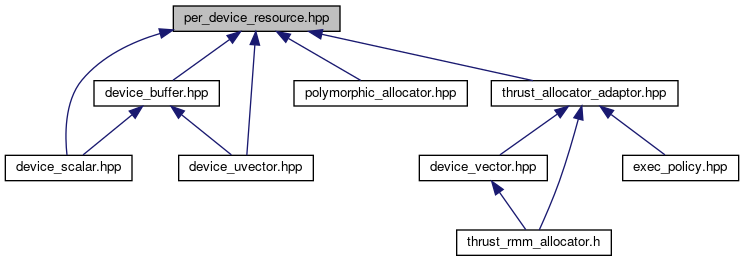 per_device_resource.hpp
device_buffer.hpp
polymorphic_allocator.hpp
thrust_allocator_adaptor.hpp
device_scalar.hpp
device_uvector.hpp
device_vector.hpp
exec_policy.hpp
thrust_rmm_allocator.h